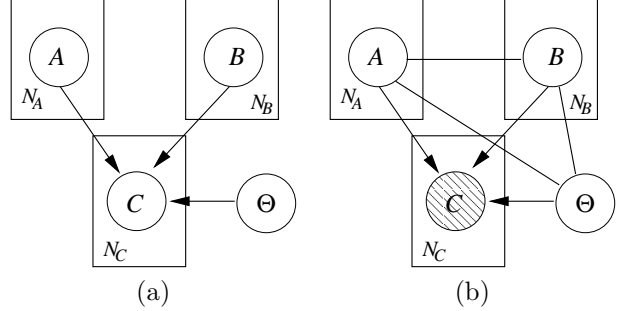 A B A B
N_A N_B N_A N_B
C Θ C Θ
N_C N_C
(a) (b)